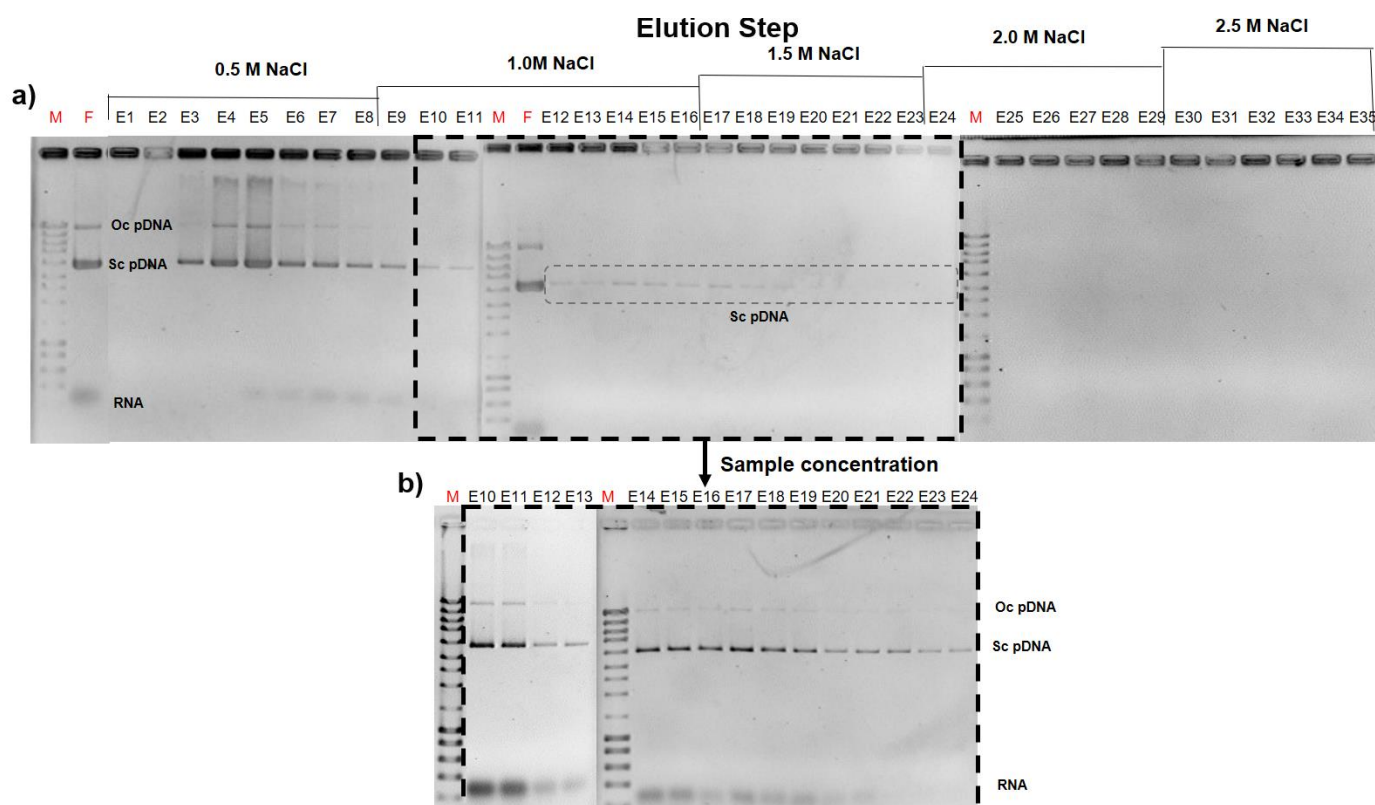 Elution Step
0.5 M NaCl
1.0M NaCl
1.5 M NaCl
2.0 M NaCl
2.5 M NaCl
a)
M F E1 E2 E3 E4 E5 E6 E7 E8 E9 E10 E11 M F E12 E13 E14 E15 E16 E17 E18 E19 E20 E21 E22 E23 E24 M E25 E26 E27 E28 E29 E30 E31 E32 E33 E34 E35
Oc pDNA
Sc pDNA
Sc pDNA
RNA
Sample concentration
b)
M E10 E11 E12 E13 M E14 E15 E16 E17 E18 E19 E20 E21 E22 E23 E24
Oc pDNA
Sc pDNA
RNA